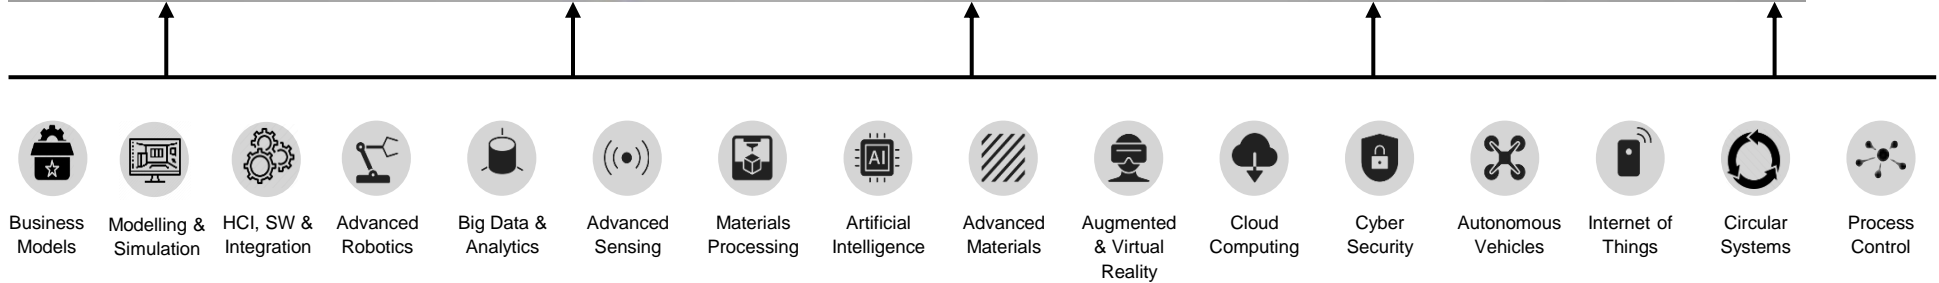 Business
Models
Modelling &
Simulation
HCI, SW &
Integration
Advanced
Robotics
Big Data &
Analytics
Advanced
Sensing
Materials
Processing
AI
Artificial
Intelligence
Advanced
Materials
Augmented
& Virtual
Reality
Cloud
Computing
Cyber
Security
Autonomous
Vehicles
Internet of
Things
Circular
Systems
Process
Control